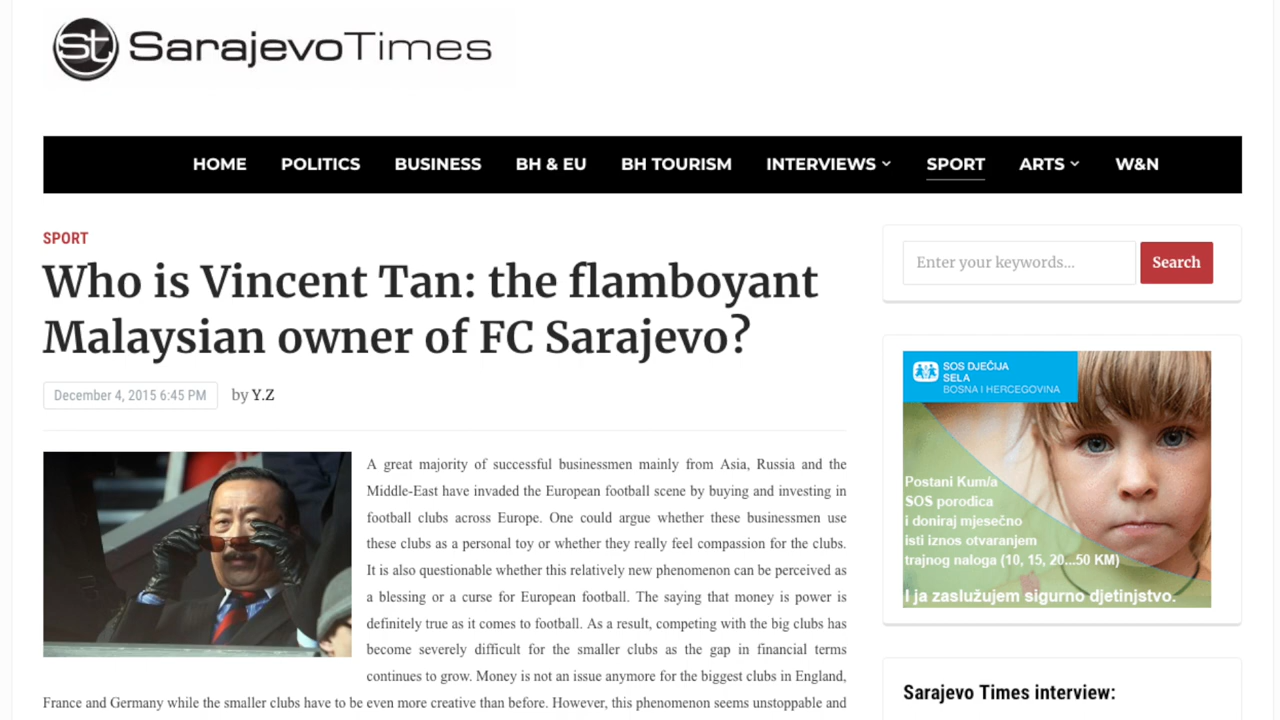 st SarajevoTimes
HOME POLITICS BUSINESS BH & EU BH TOURISM INTERVIEWS SPORT ARTS W&N
SPORT
Who is Vincent Tan: the flamboyant
Malaysian owner of FC Sarajevo?
December 4, 2015 6:45 PM by Y.Z
A great majority of successful businessmen mainly from Asia, Russia and the
Middle-East have invaded the European football scene by buying and investing in
football clubs across Europe. One could argue whether these businessmen use
these clubs as a personal toy or whether they really feel compassion for the clubs.
It is also questionable whether this relatively new phenomenon can be perceived as
a blessing or a curse for European football. The saying that money is power is
definitely true as it comes to football. As a result, competing with the big clubs has
become severely difficult for the smaller clubs as the gap in financial terms
continues to grow. Money is not an issue anymore for the biggest clubs in England,
France and Germany while the smaller clubs have to be even more creative than before. However, this phenomenon seems unstoppable and
Enter your keywords...
Search
SOS DJEČIJA
SELA
BOSNA I HERCEGOVINA
Postani Kum/a
SOS porodica
i doniraj mjesečno
isti iznos otvaranjem
trajnog naloga (10, 15, 20...50 KM)
I ja zaslužujem sigurno djetinjstvo.
Sarajevo Times interview: